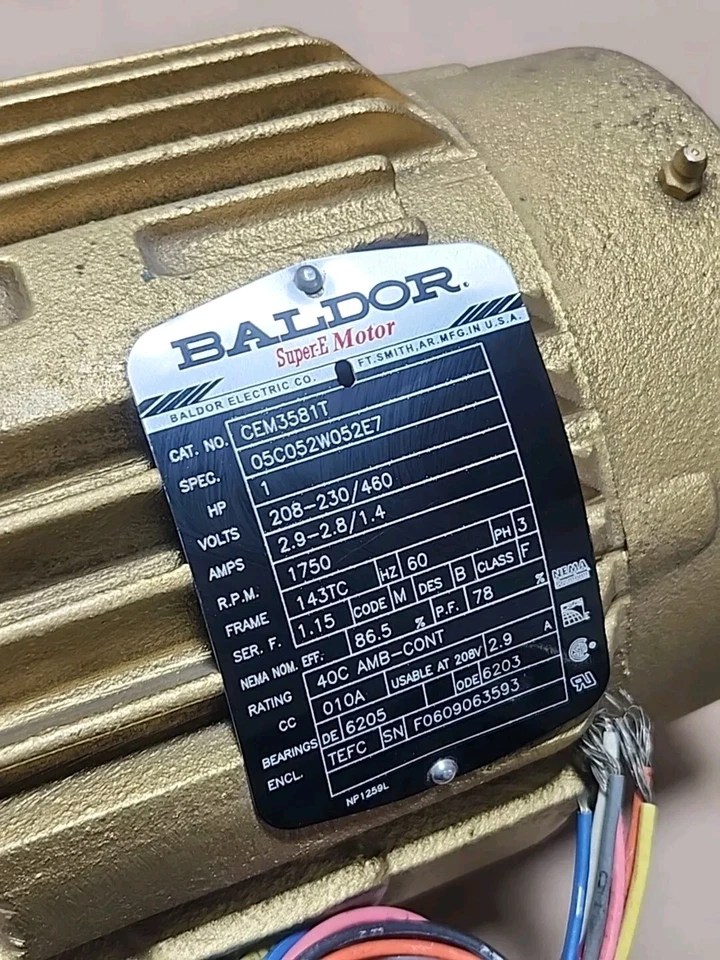 BALDOR.
Super-E Motor
BALDOR ELECTRIC CO. FT. SMITH, AR. MFG. IN U.S.A.
CAT. NO. CEM3581T
SPEC. 05C052W052E7
HP 1
VOLTS 208-230/460
AMPS 2.9-2.8/1.4
R.P.M. 1750
FRAME 143TC HZ 60 PH 3
SER. F. 1.15 CODE M DES B CLASS F
NEMA NOM. EFF. 86.5 % P.F. 78 %
RATING 40C AMB-CONT
CC 010A USABLE AT 208V 2.9 A
BEARINGS DE 6205 ODE 6203
ENCL. TEFC SN F0609063593
NP1259L
NEMA